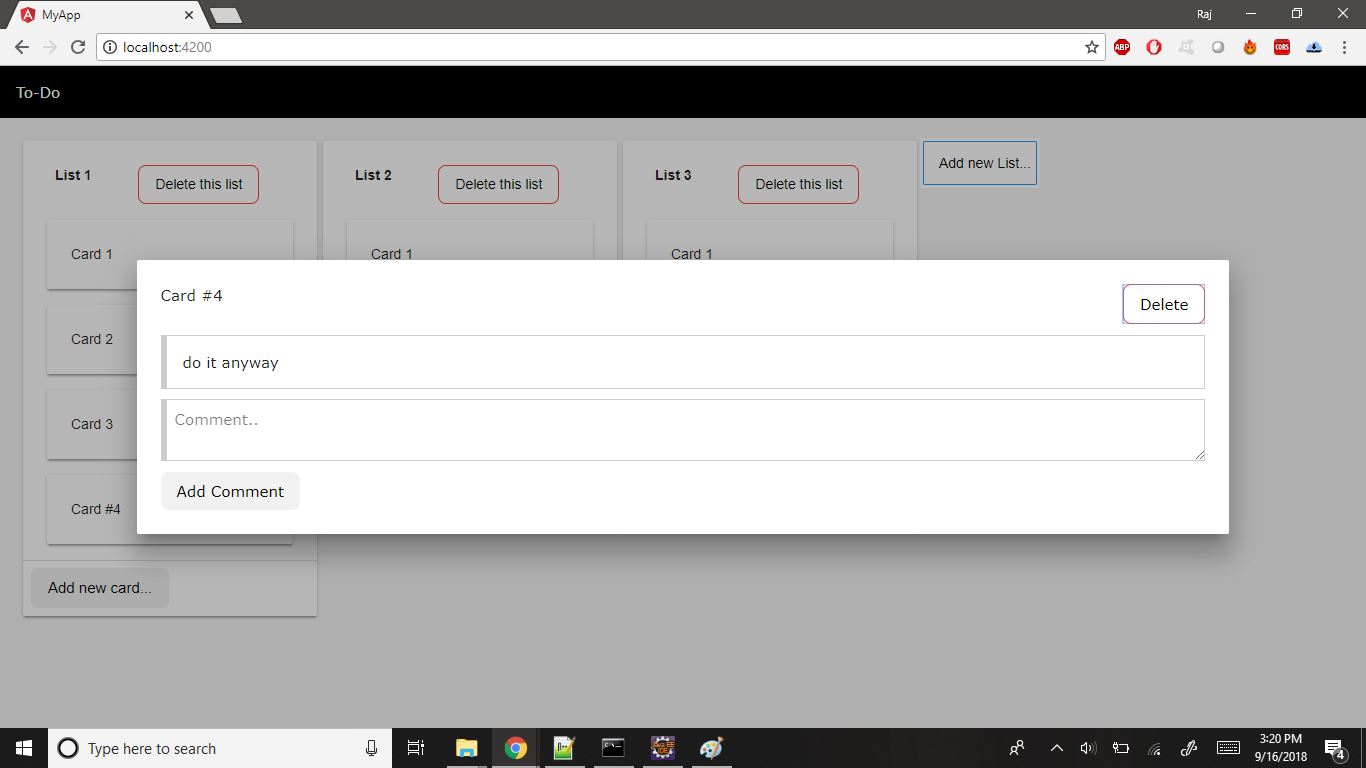 MyApp
Raj
localhost:4200
ABP
CORS
To-Do
List 1
Delete this list
List 2
Delete this list
List 3
Delete this list
Add new List...
Card 1
Card 1
Card 1
Card 2
Card 3
Card #4
Add new card...
Card #4
Delete
do it anyway
Comment..
Add Comment
Type here to search
3:20 PM
9/16/2018
4